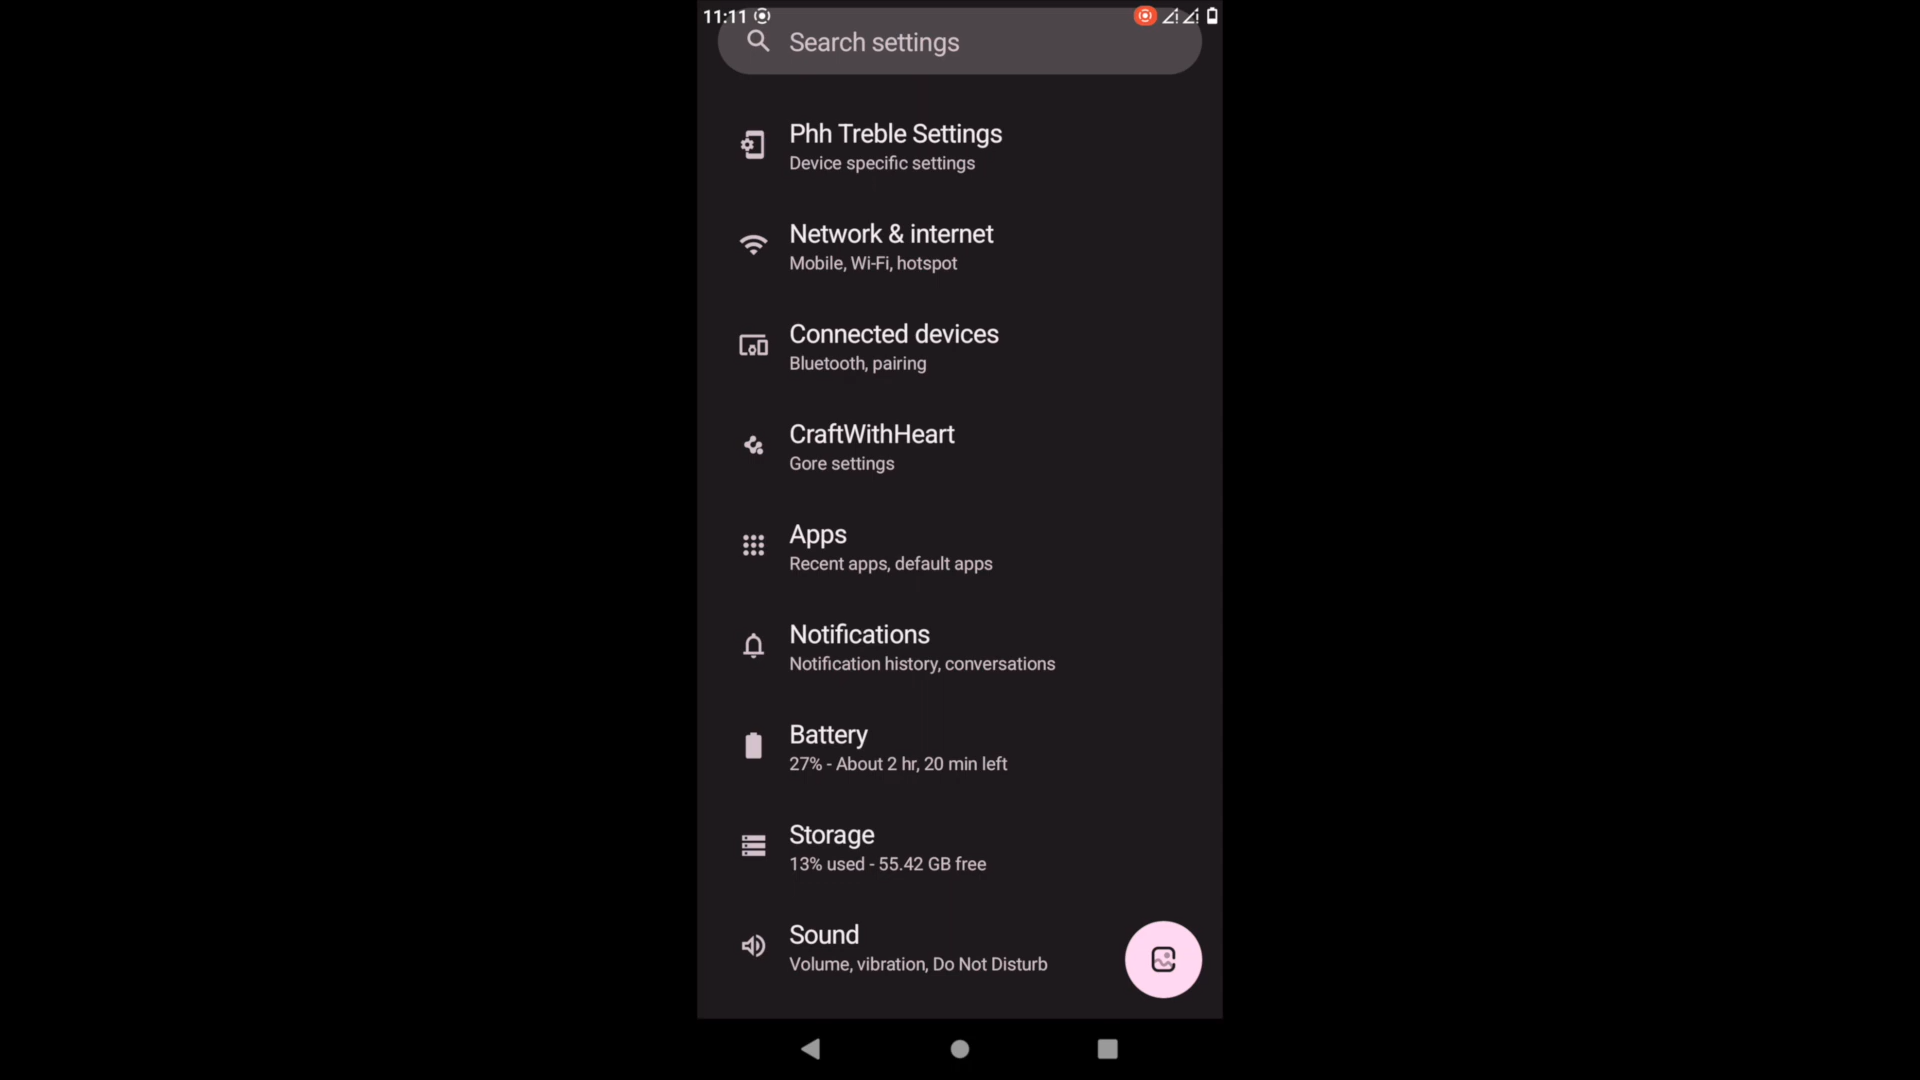 11:11
Search settings
Phh Treble Settings
Device specific settings
Network & internet
Mobile, Wi-Fi, hotspot
Connected devices
Bluetooth, pairing
CraftWithHeart
Gore settings
Apps
Recent apps, default apps
Notifications
Notification history, conversations
Battery
27% - About 2 hr, 20 min left
Storage
13% used - 55.42 GB free
Sound
Volume, vibration, Do Not Disturb